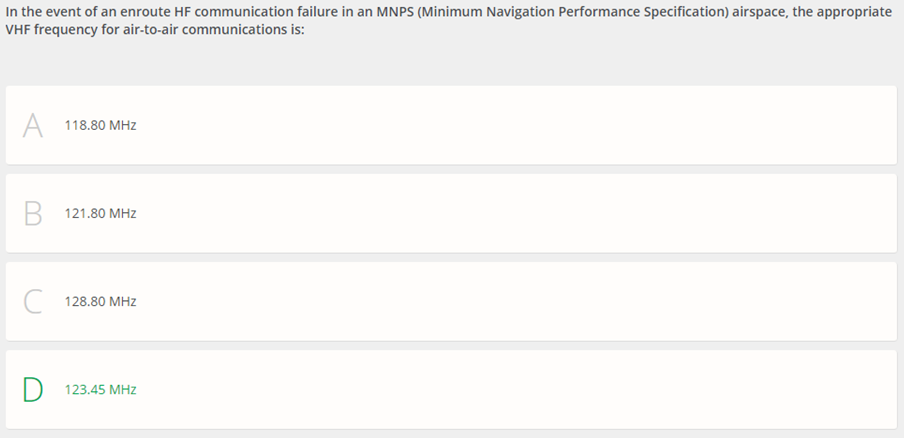 In the event of an enroute HF communication failure in an MNPS (Minimum Navigation Performance Specification) airspace, the appropriate
VHF frequency for air-to-air communications is:
A 118.80 MHz
B 121.80 MHz
C 128.80 MHz
D 123.45 MHz